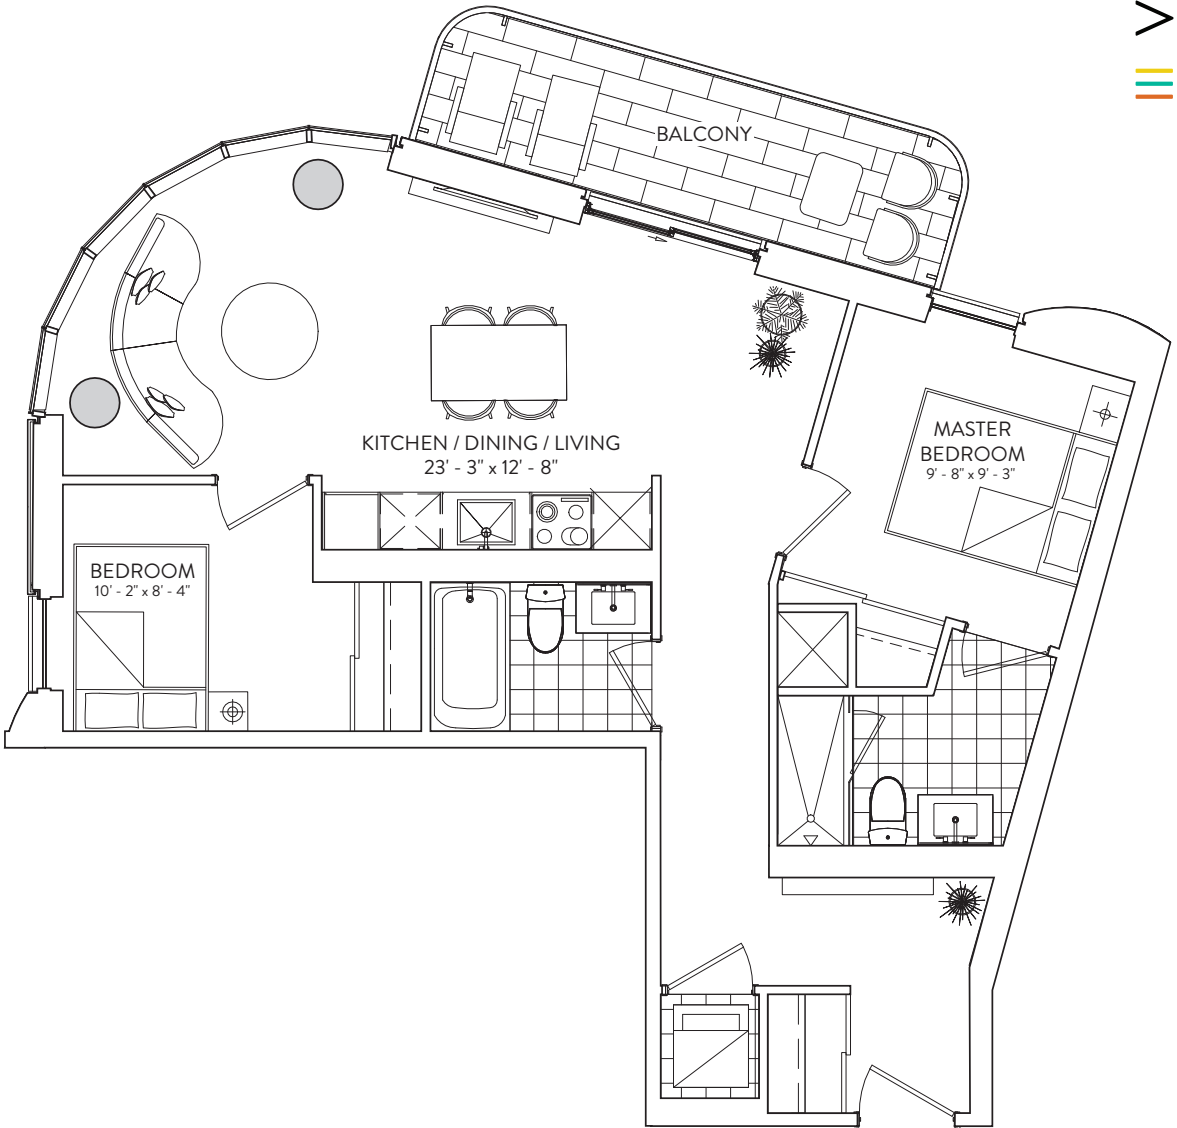 BALCONY
KITCHEN / DINING / LIVING
23' - 3" x 12' - 8"
MASTER
BEDROOM
9' - 8" x 9' - 3"
BEDROOM
10' - 2" x 8' - 4"